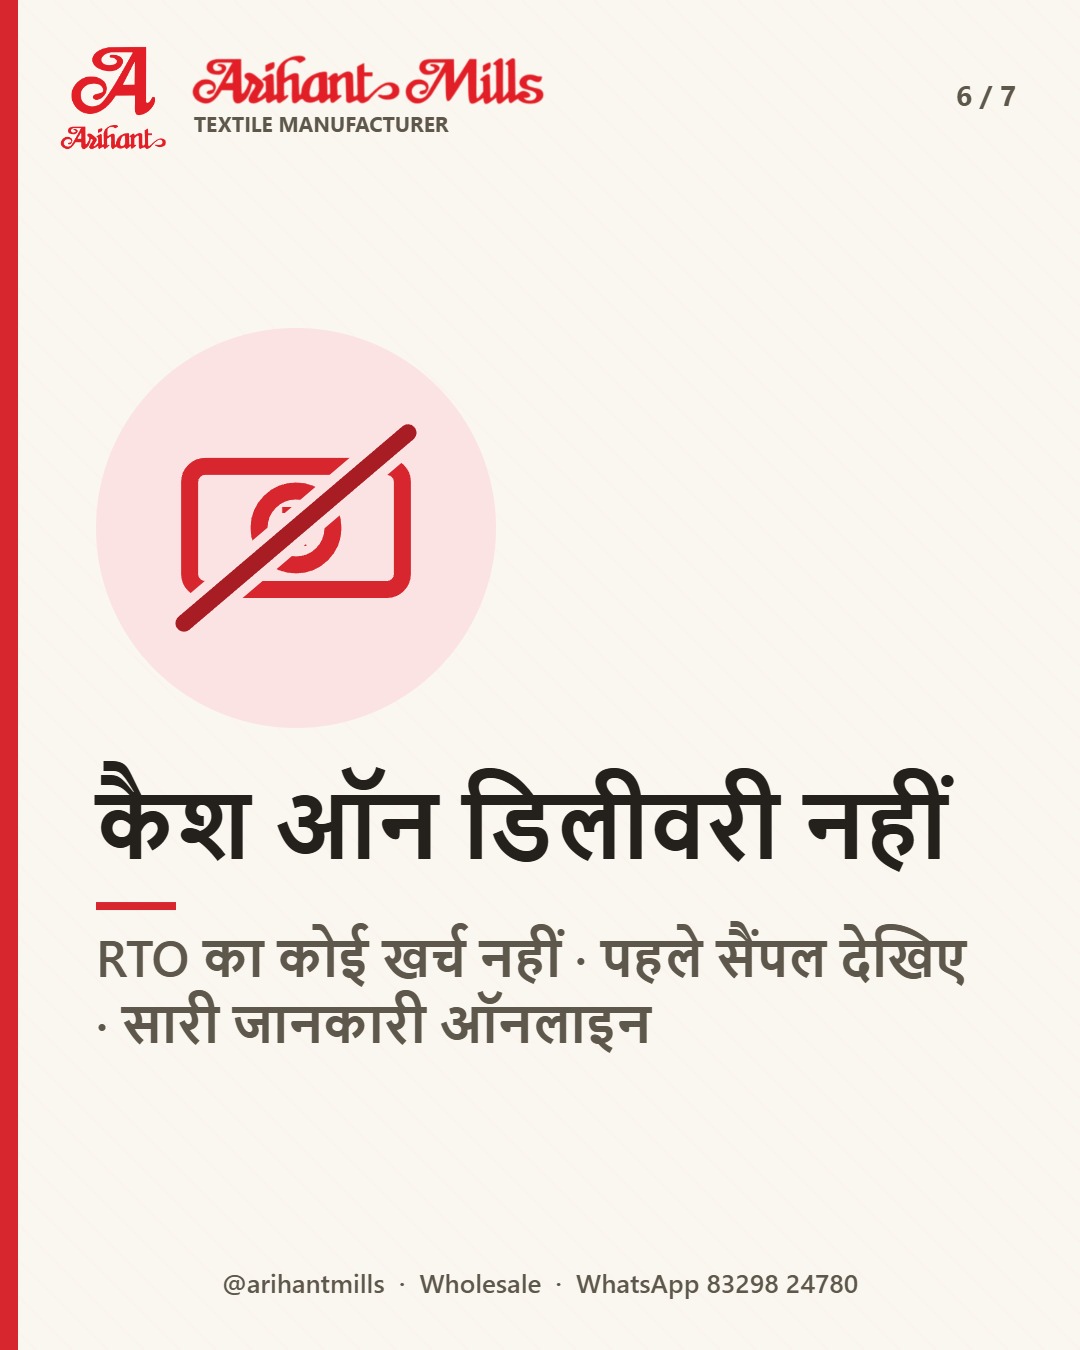 A
Arihant
Arihant Mills
TEXTILE MANUFACTURER
6 / 7
कैश ऑन डिलीवरी नहीं
RTO का कोई खर्च नहीं · पहले सैंपल देखिए
· सारी जानकारी ऑनलाइन
@arihantmills · Wholesale · WhatsApp 83298 24780